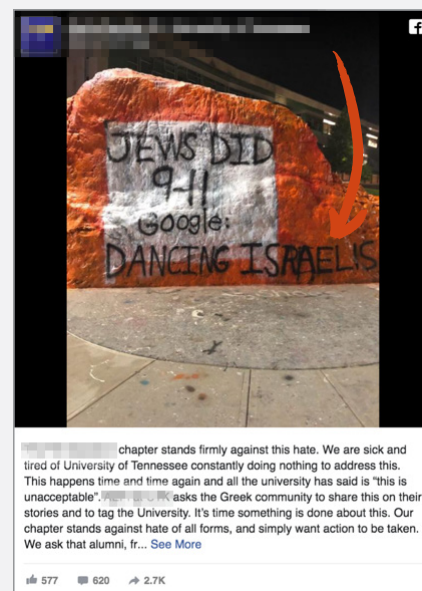 f
JEWS DID
9-11
Google:
DANCING ISRAELIS
chapter stands firmly against this hate. We are sick and
tired of University of Tennessee constantly doing nothing to address this.
This happens time and time again and all the university has said is "this is
unacceptable". asks the Greek community to share this on their
stories and to tag the University. It's time something is done about this. Our
chapter stands against hate of all forms, and simply want action to be taken.
We ask that alumni, fr... See More
577 620 2.7K